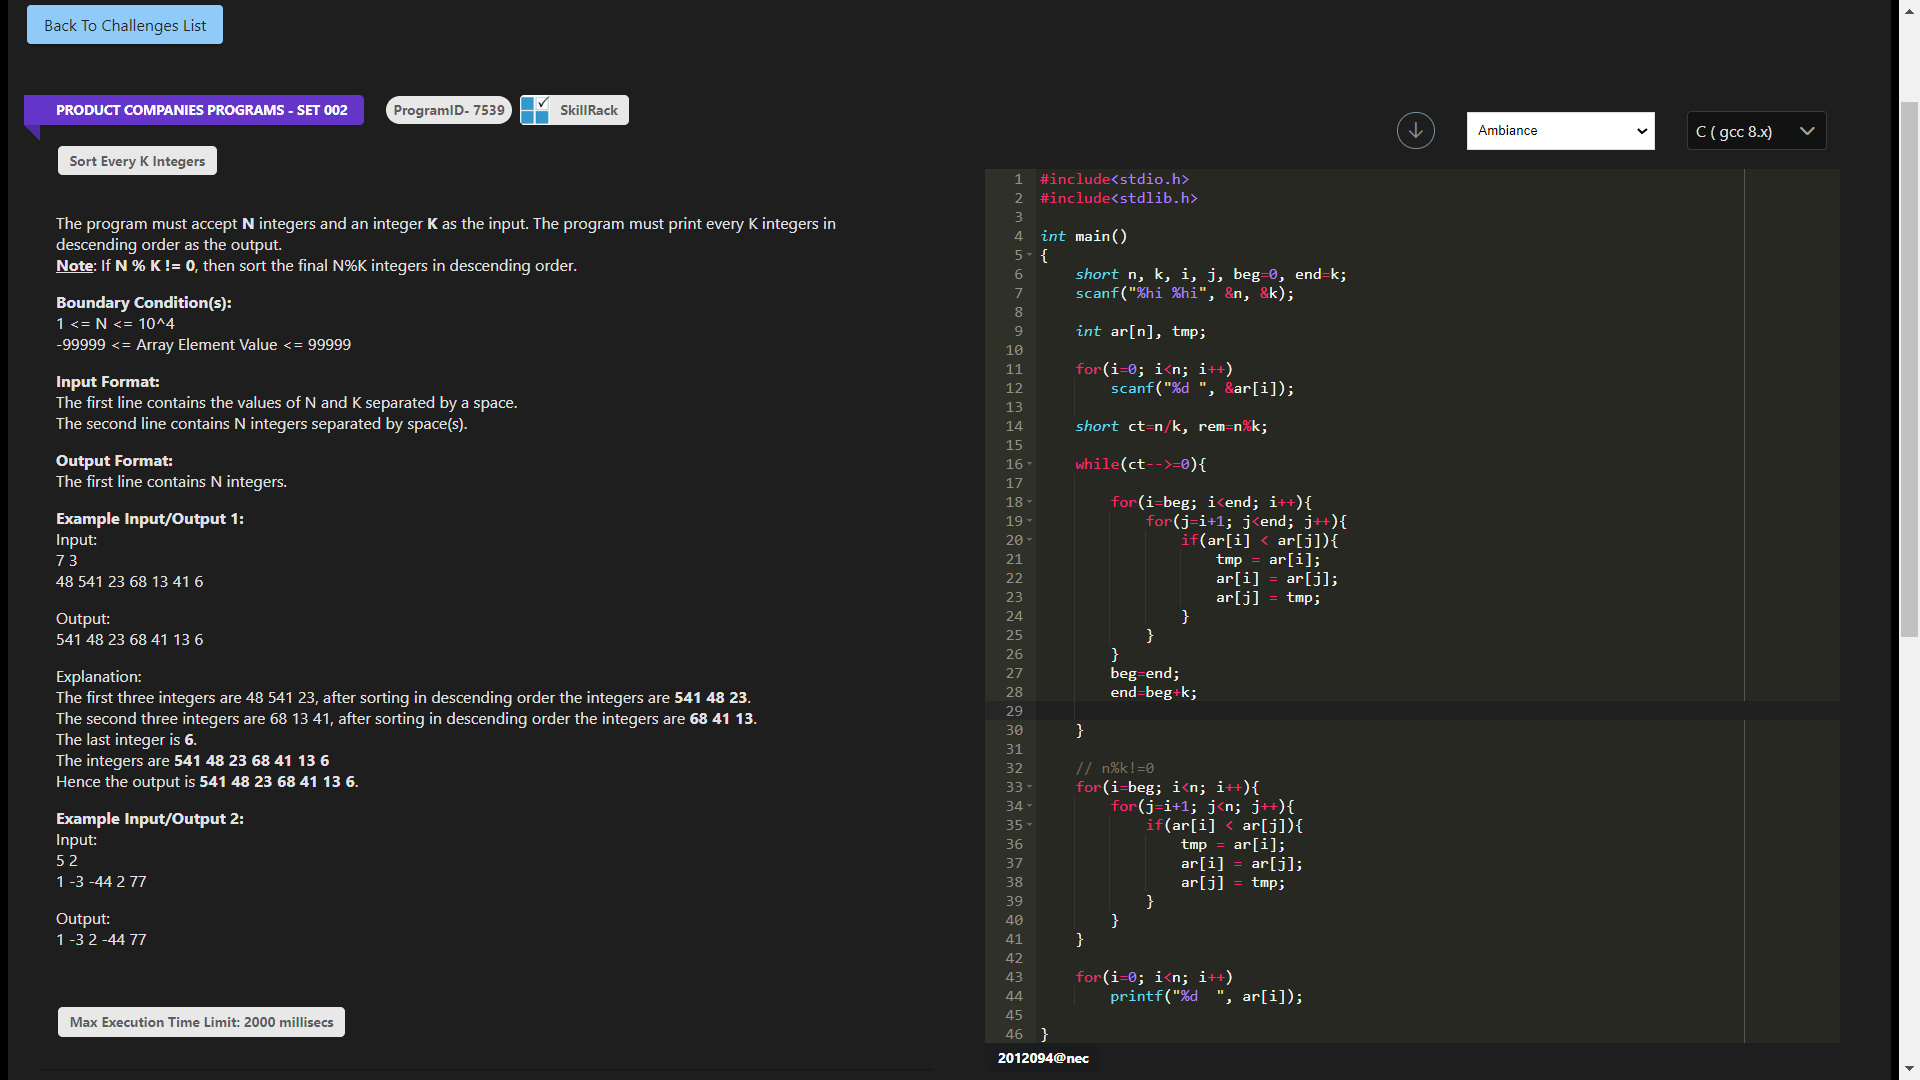 Back To Challenges List
PRODUCT COMPANIES PROGRAMS - SET 002
ProgramID- 7539
SkillRack
Sort Every K Integers
The program must accept N integers and an integer K as the input. The program must print every K integers in
descending order as the output.
Note: If N % K != 0, then sort the final N%K integers in descending order.
Boundary Condition(s):
1 <= N <= 10^4
-99999 <= Array Element Value <= 99999
Input Format:
The first line contains the values of N and K separated by a space.
The second line contains N integers separated by space(s).
Output Format:
The first line contains N integers.
Example Input/Output 1:
Input:
7 3
48 541 23 68 13 41 6
Output:
541 48 23 68 41 13 6
Explanation:
The first three integers are 48 541 23, after sorting in descending order the integers are 541 48 23.
The second three integers are 68 13 41, after sorting in descending order the integers are 68 41 13.
The last integer is 6.
The integers are 541 48 23 68 41 13 6
Hence the output is 541 48 23 68 41 13 6.
Example Input/Output 2:
Input:
5 2
1 -3 -44 2 77
Output:
1 -3 2 -44 77
Max Execution Time Limit: 2000 millisecs
Ambiance
C ( gcc 8.x)
1 #include<stdio.h>
2 #include<stdlib.h>
3
4 int main()
5 {
6     short n, k, i, j, beg=0, end=k;
7     scanf("%hi %hi", &n, &k);
8
9     int ar[n], tmp;
10
11     for(i=0; i<n; i++)
12         scanf("%d ", &ar[i]);
13
14     short ct=n/k, rem=n%k;
15
16     while(ct-->=0){
17
18         for(i=beg; i<end; i++){
19             for(j=i+1; j<end; j++){
20                 if(ar[i] < ar[j]){
21                     tmp = ar[i];
22                     ar[i] = ar[j];
23                     ar[j] = tmp;
24                 }
25             }
26         }
27         beg=end;
28         end=beg+k;
29
30     }
31
32     // n%k!=0
33     for(i=beg; i<n; i++){
34         for(j=i+1; j<n; j++){
35             if(ar[i] < ar[j]){
36                 tmp = ar[i];
37                 ar[i] = ar[j];
38                 ar[j] = tmp;
39             }
40         }
41     }
42
43     for(i=0; i<n; i++)
44         printf("%d  ", ar[i]);
45
46 }
2012094@nec